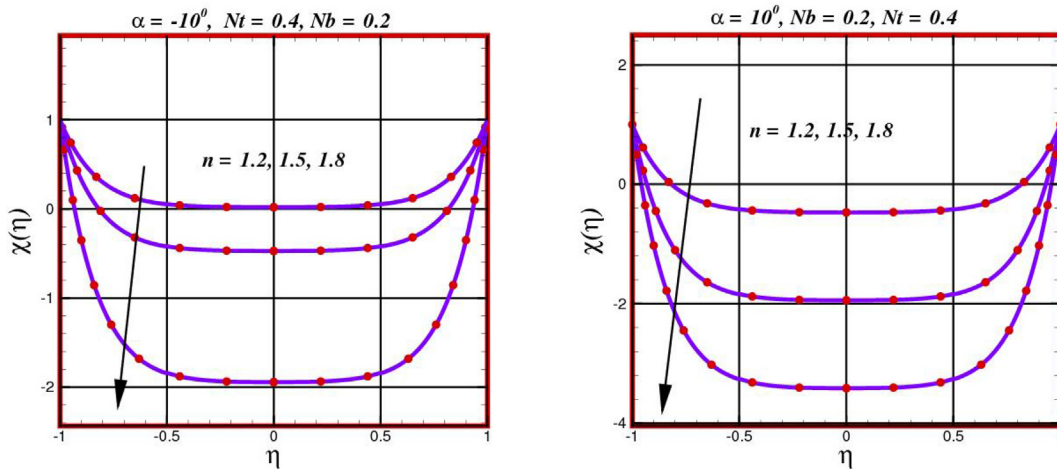 α = -10⁰, Nt = 0.4, Nb = 0.2
χ(η)
1
0
-1
-2
n = 1.2, 1.5, 1.8
-1
-0.5
0
0.5
1
η
α = 10⁰, Nb = 0.2, Nt = 0.4
χ(η)
2
0
-2
-4
n = 1.2, 1.5, 1.8
-1
-0.5
0
0.5
η